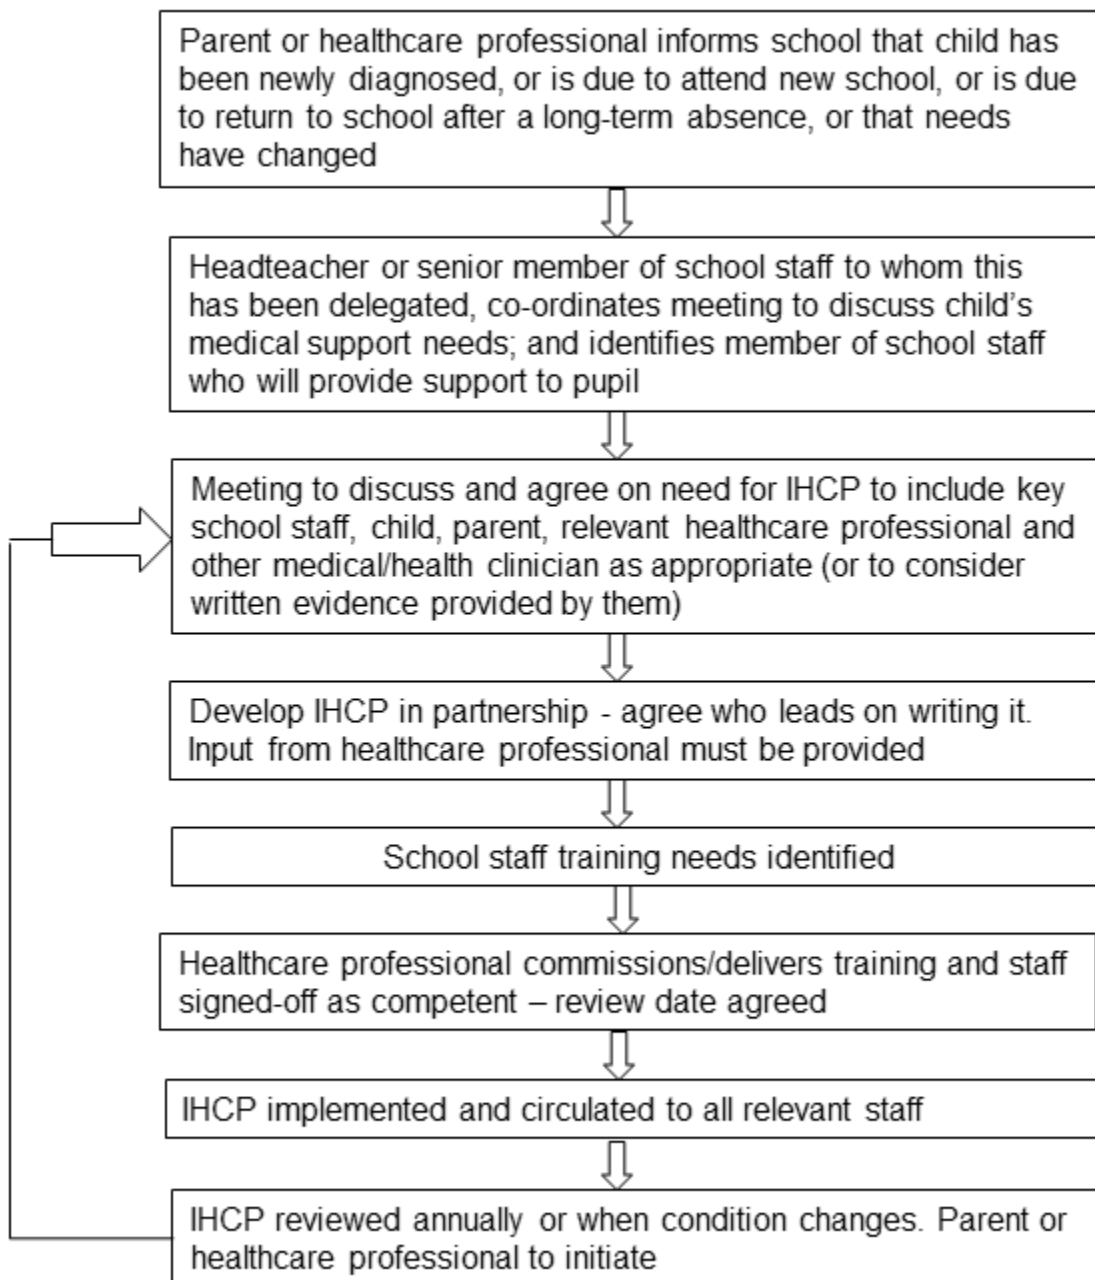 Parent or healthcare professional informs school that child has
been newly diagnosed, or is due to attend new school, or is due
to return to school after a long-term absence, or that needs
have changed
Headteacher or senior member of school staff to whom this
has been delegated, co-ordinates meeting to discuss child's
medical support needs; and identifies member of school staff
who will provide support to pupil
Meeting to discuss and agree on need for IHCP to include key
school staff, child, parent, relevant healthcare professional and
other medical/health clinician as appropriate (or to consider
written evidence provided by them)
Develop IHCP in partnership - agree who leads on writing it.
Input from healthcare professional must be provided
School staff training needs identified
Healthcare professional commissions/delivers training and staff
signed-off as competent – review date agreed
IHCP implemented and circulated to all relevant staff
IHCP reviewed annually or when condition changes. Parent or
healthcare professional to initiate